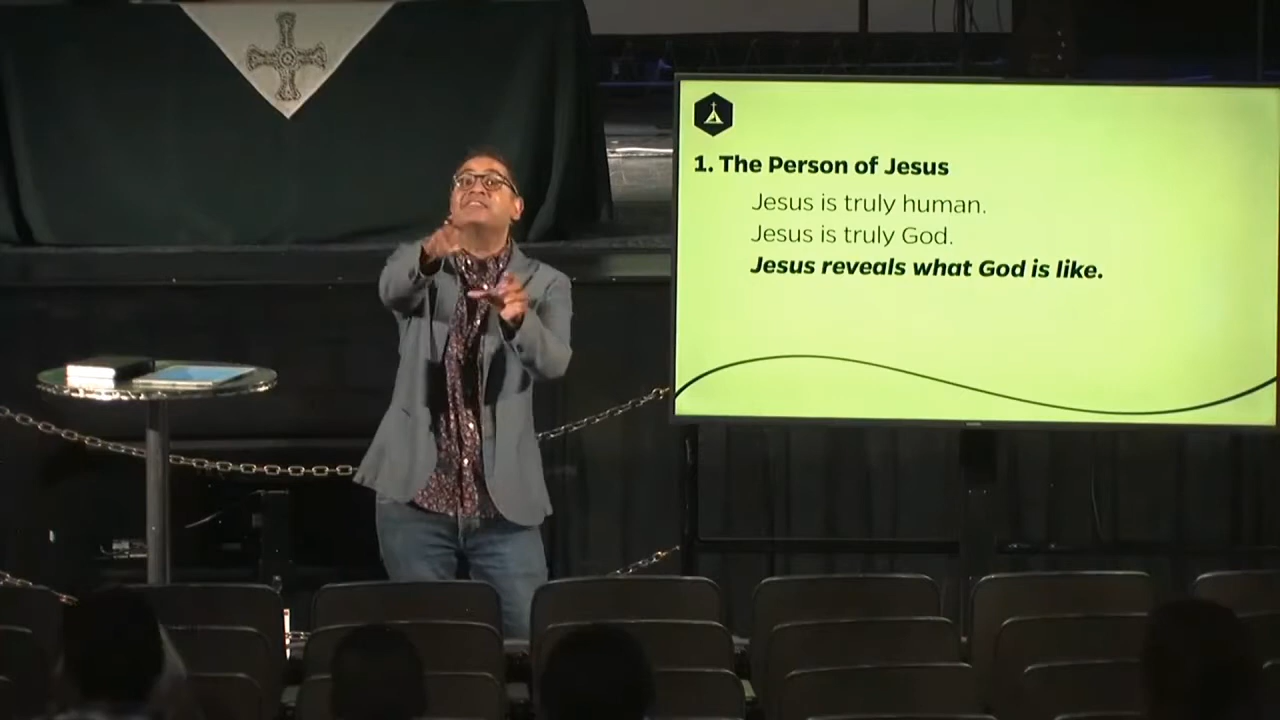 1. The Person of Jesus
Jesus is truly human.
Jesus is truly God.
Jesus reveals what God is like.